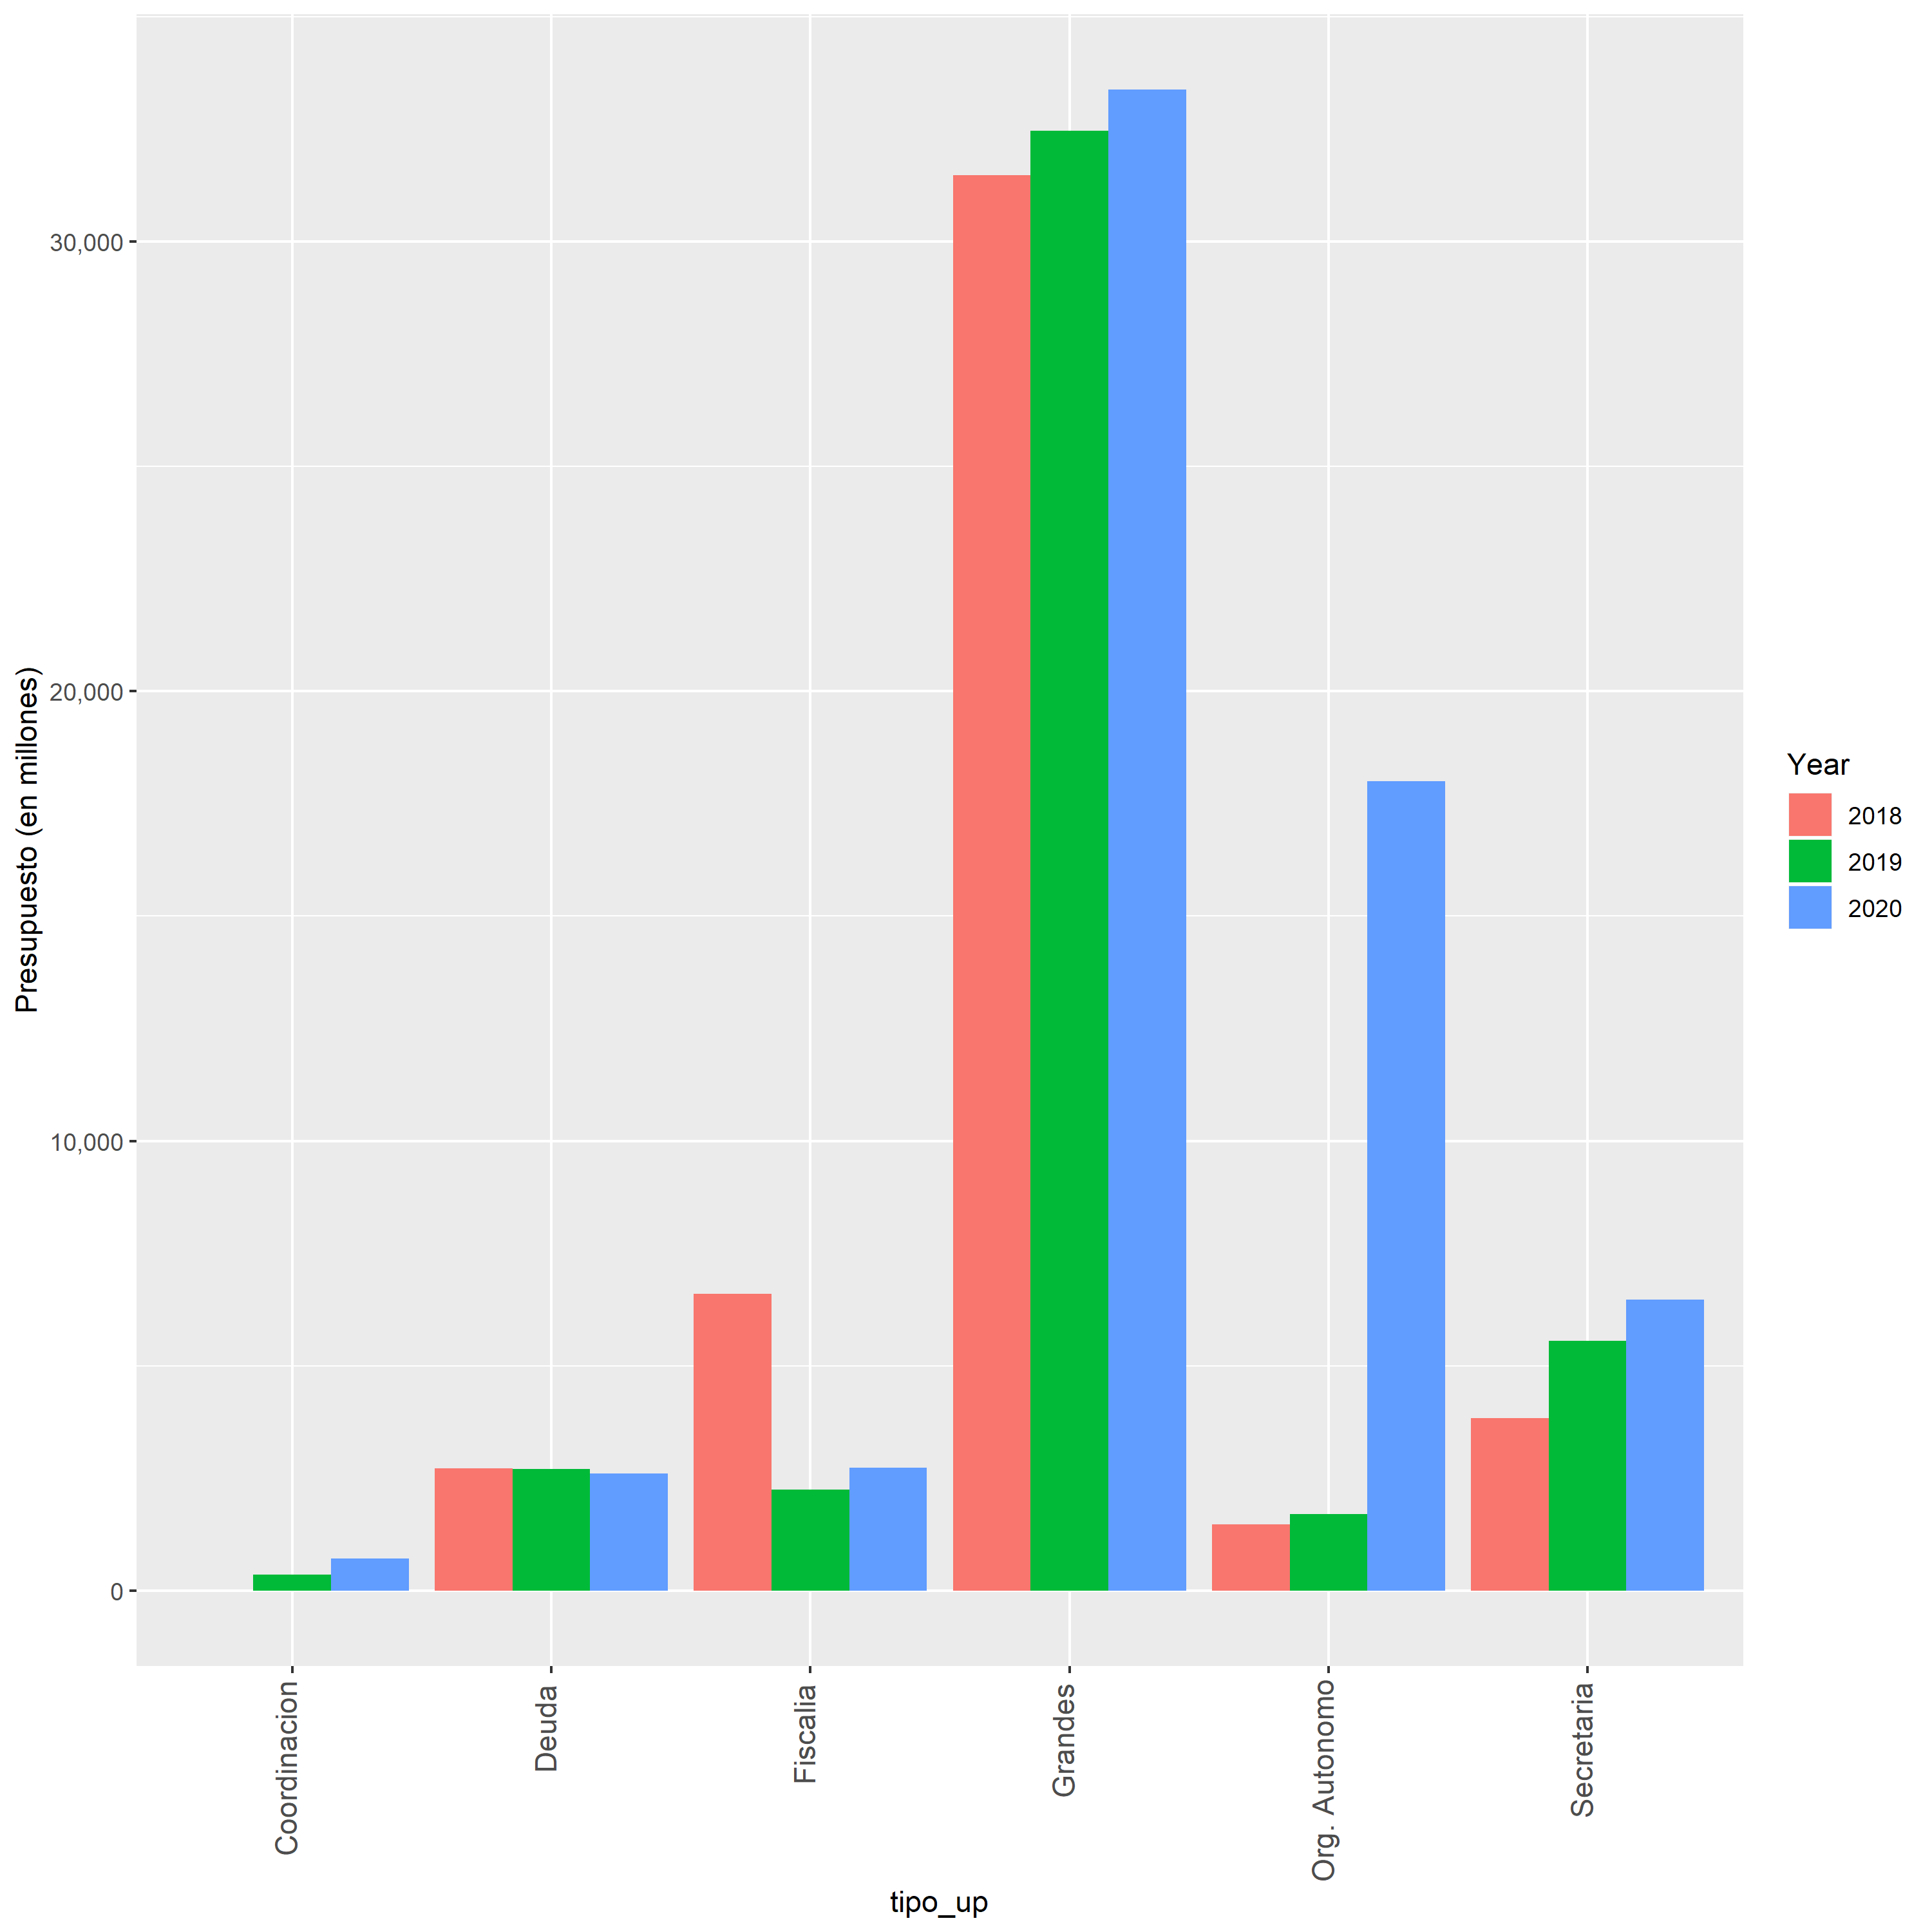 Presupuesto (en millones)
30,000
20,000
10,000
0
Coordinacion
Deuda
Fiscalia
Grandes
Org. Autonomo
Secretaria
tipo_up
Year
2018
2019
2020